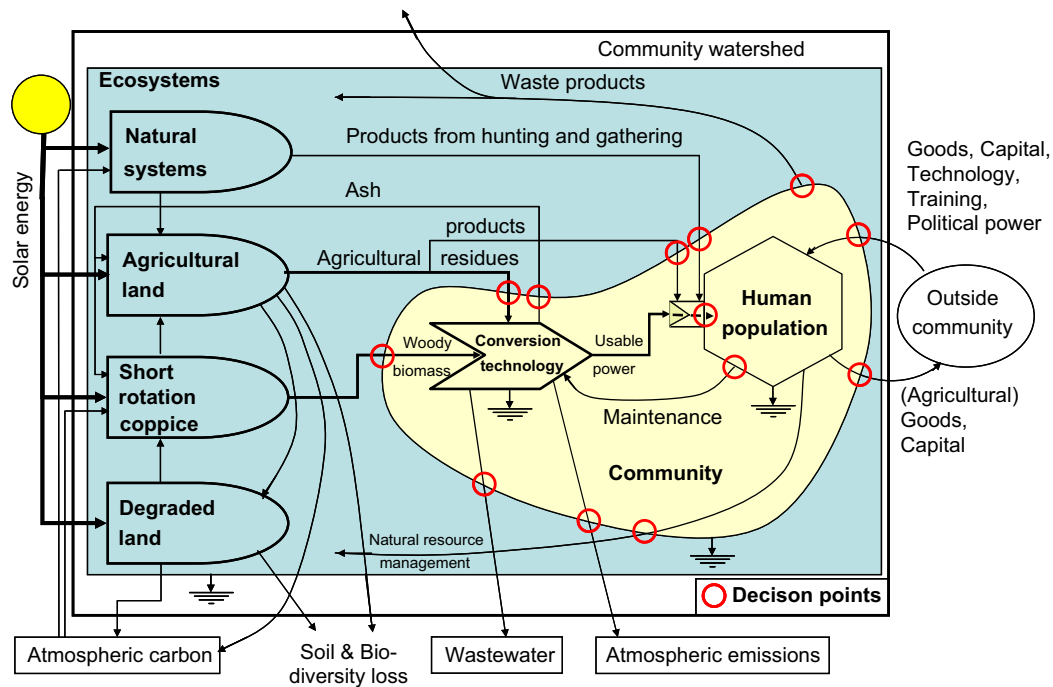 Community watershed
Ecosystems
Waste products
Solar energy
Natural
systems
Products from hunting and gathering
Goods, Capital,
Technology,
Training,
Political power
Ash
products
Agricultural
residues
Agricultural
land
Human
population
Outside
community
Woody
biomass
Conversion
technology
Usable
power
Short
rotation
coppice
Maintenance
(Agricultural)
Goods,
Capital
Community
Degraded
land
Natural resource
management
Decison points
Atmospheric carbon
Soil & Bio-
diversity loss
Wastewater
Atmospheric emissions